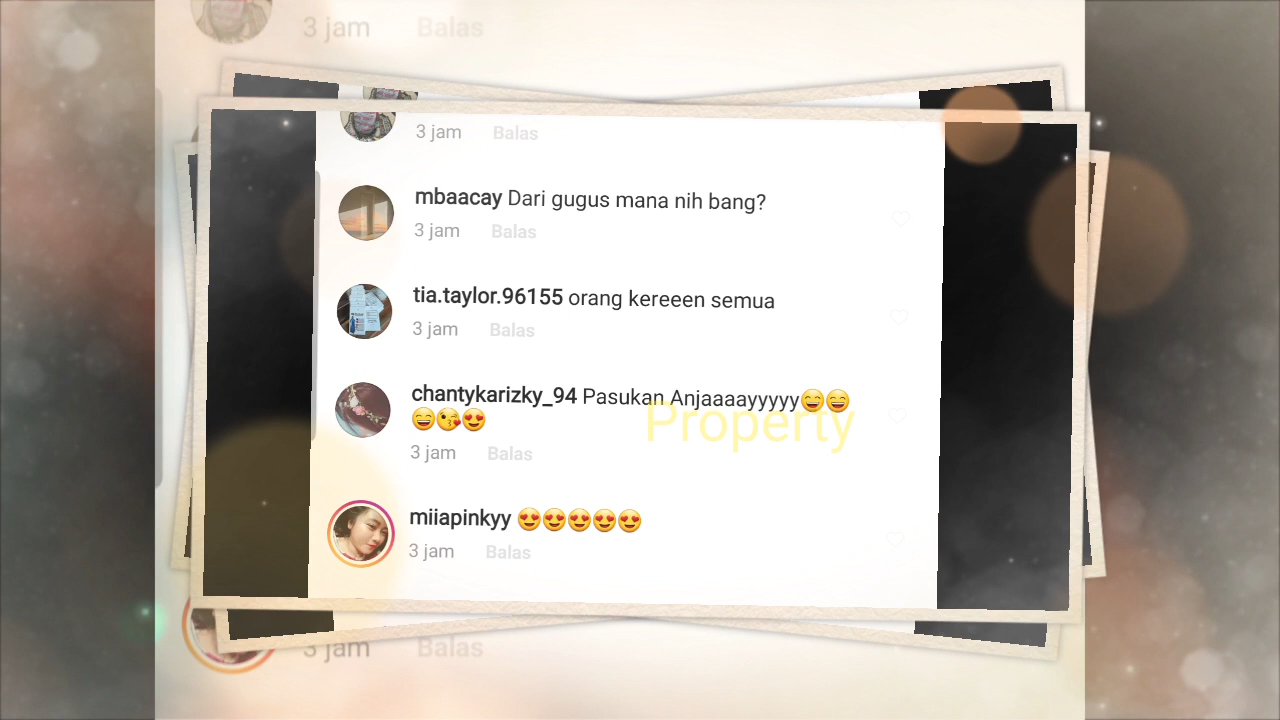 3 jam Balas
3 jam Balas
mbaacay Dari gugus mana nih bang?
3 jam Balas
tia.taylor.96155 orang kereeen semua
3 jam Balas
chantykarizky_94 Pasukan Anjaaaayyyyy😄😄
😄😘😍
Property
3 jam Balas
miiapinkyy 😍😍😍😍😍
3 jam Balas
3 jam Balas